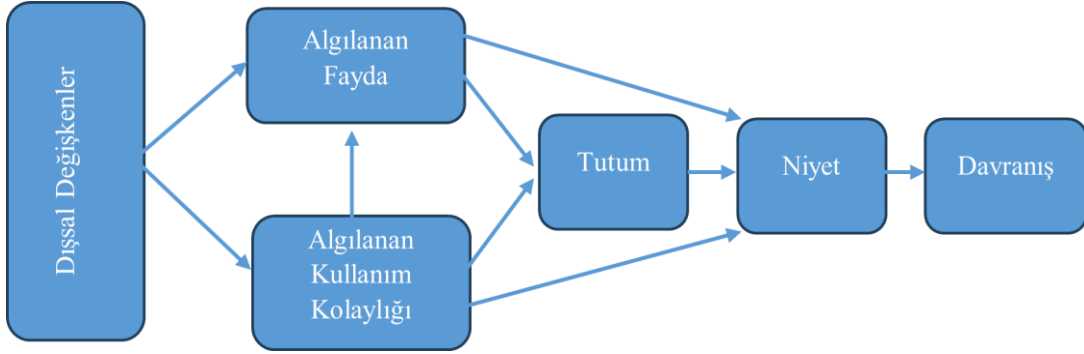 Dışsal Değişkenler
Algılanan
Fayda
Algılanan
Kullanım
Kolaylığı
Tutum
Niyet
Davranış